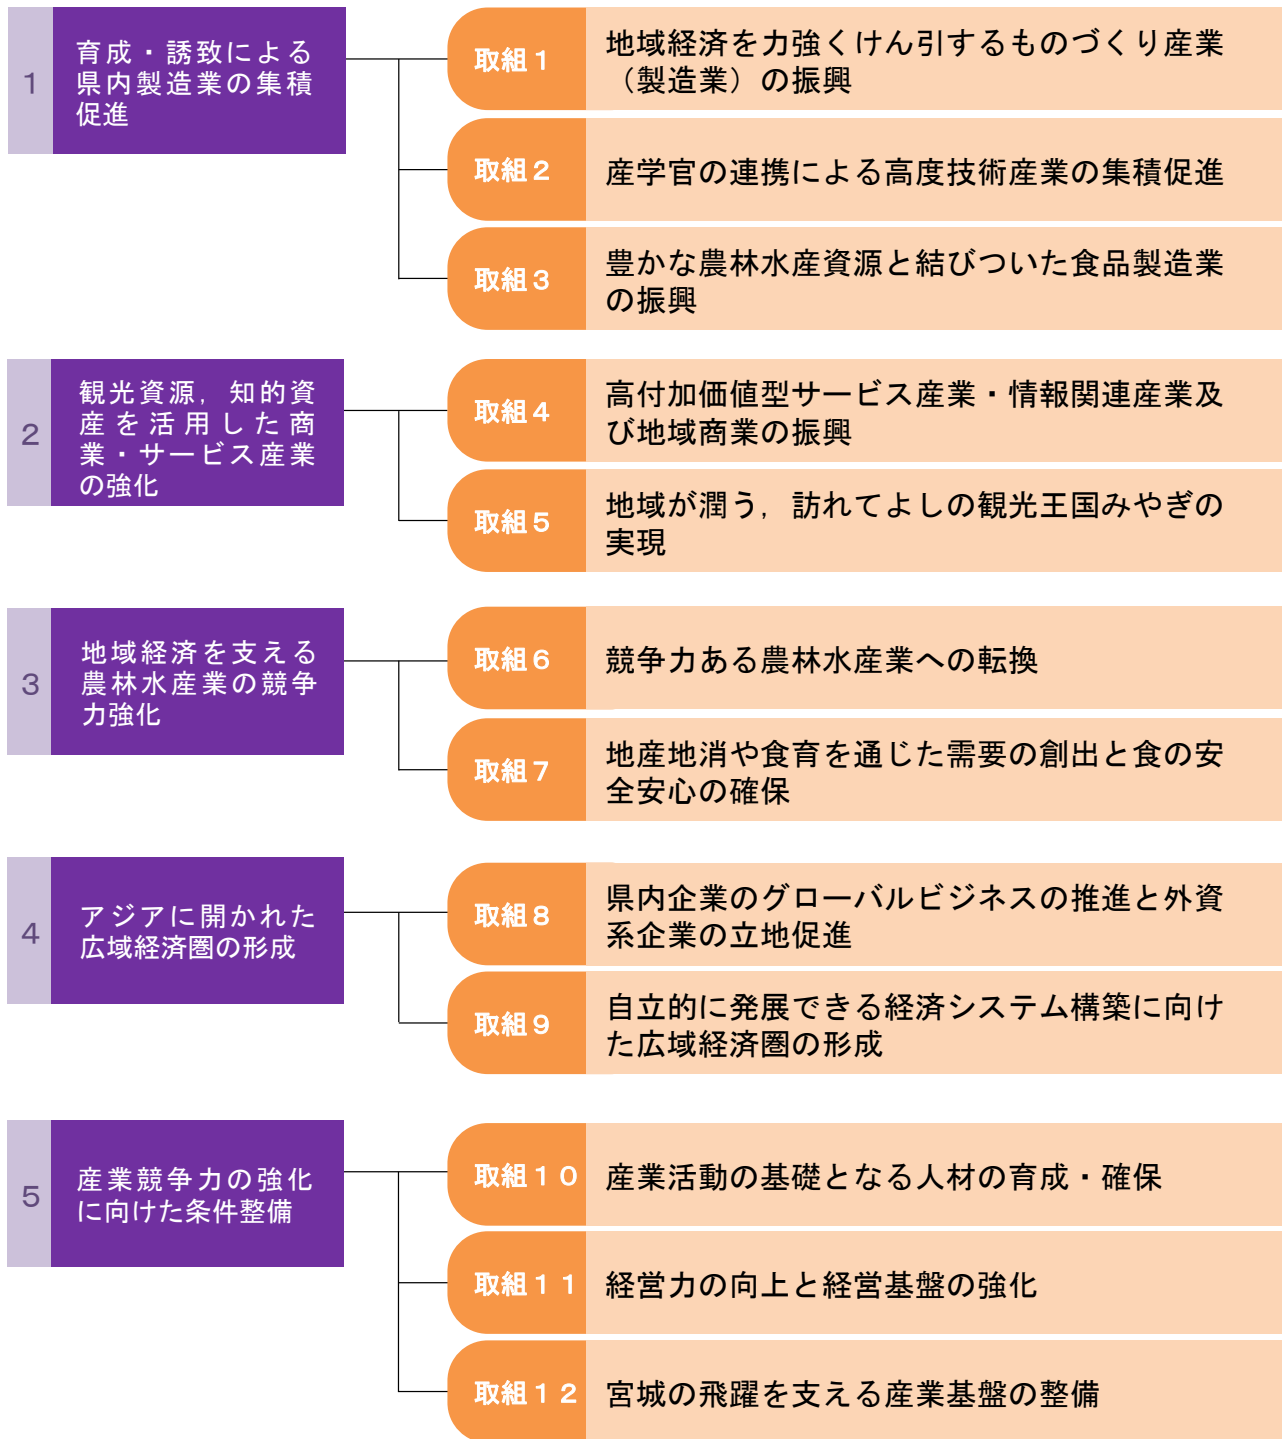 1
育成・誘致による
県内製造業の集積
促進
取組１
地域経済を力強くけん引するものづくり産業
（製造業）の振興
取組２
産学官の連携による高度技術産業の集積促進
取組３
豊かな農林水産資源と結びついた食品製造業
の振興
2
観光資源，知的資
産を活用した商
業・サービス産業
の強化
取組４
高付加価値型サービス産業・情報関連産業及
び地域商業の振興
取組５
地域が潤う，訪れてよしの観光王国みやぎの
実現
3
地域経済を支える
農林水産業の競争
力強化
取組６
競争力ある農林水産業への転換
取組７
地産地消や食育を通じた需要の創出と食の安
全安心の確保
4
アジアに開かれた
広域経済圏の形成
取組８
県内企業のグローバルビジネスの推進と外資
系企業の立地促進
取組９
自立的に発展できる経済システム構築に向け
た広域経済圏の形成
5
産業競争力の強化
に向けた条件整備
取組１０
産業活動の基礎となる人材の育成・確保
取組１１
経営力の向上と経営基盤の強化
取組１２
宮城の飛躍を支える産業基盤の整備